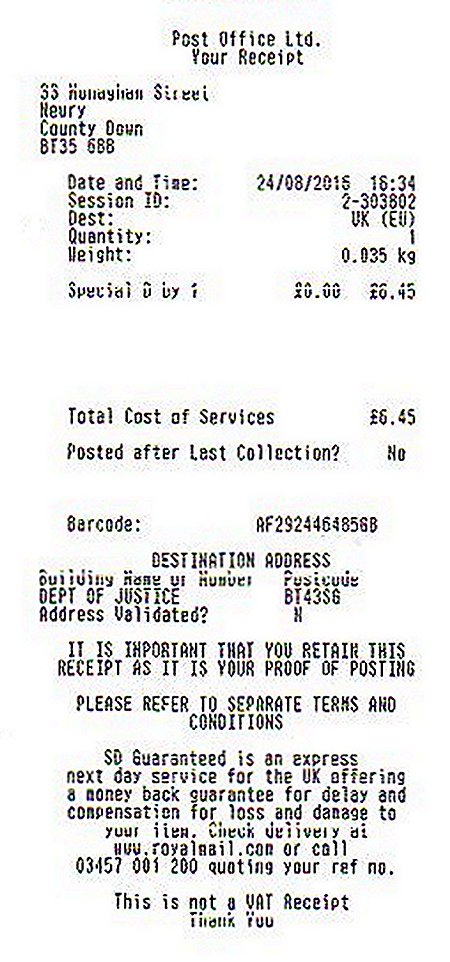 Post Office Ltd.
Your Receipt
33 Monaghan Street
Newry
County Down
BT35 6BB
Date and Time: 24/08/2016 16:34
Session ID: 2-303802
Dest: UK (EU)
Quantity: 1
Weight: 0.035 kg
Special D by 1 £0.00 £6.45
Total Cost of Services £6.45
Posted after Last Collection? No
Barcode: AF292446485GB
DESTINATION ADDRESS
Building Name or Number Postcode
DEPT OF JUSTICE BT43SG
Address Validated? N
IT IS IMPORTANT THAT YOU RETAIN THIS
RECEIPT AS IT IS YOUR PROOF OF POSTING
PLEASE REFER TO SEPARATE TERMS AND
CONDITIONS
SD Guaranteed is an express
next day service for the UK offering
a money back guarantee for delay and
compensation for loss and damage to
your item. Check delivery at
www.royalmail.com or call
03457 001 200 quoting your ref no.
This is not a VAT Receipt
Thank You